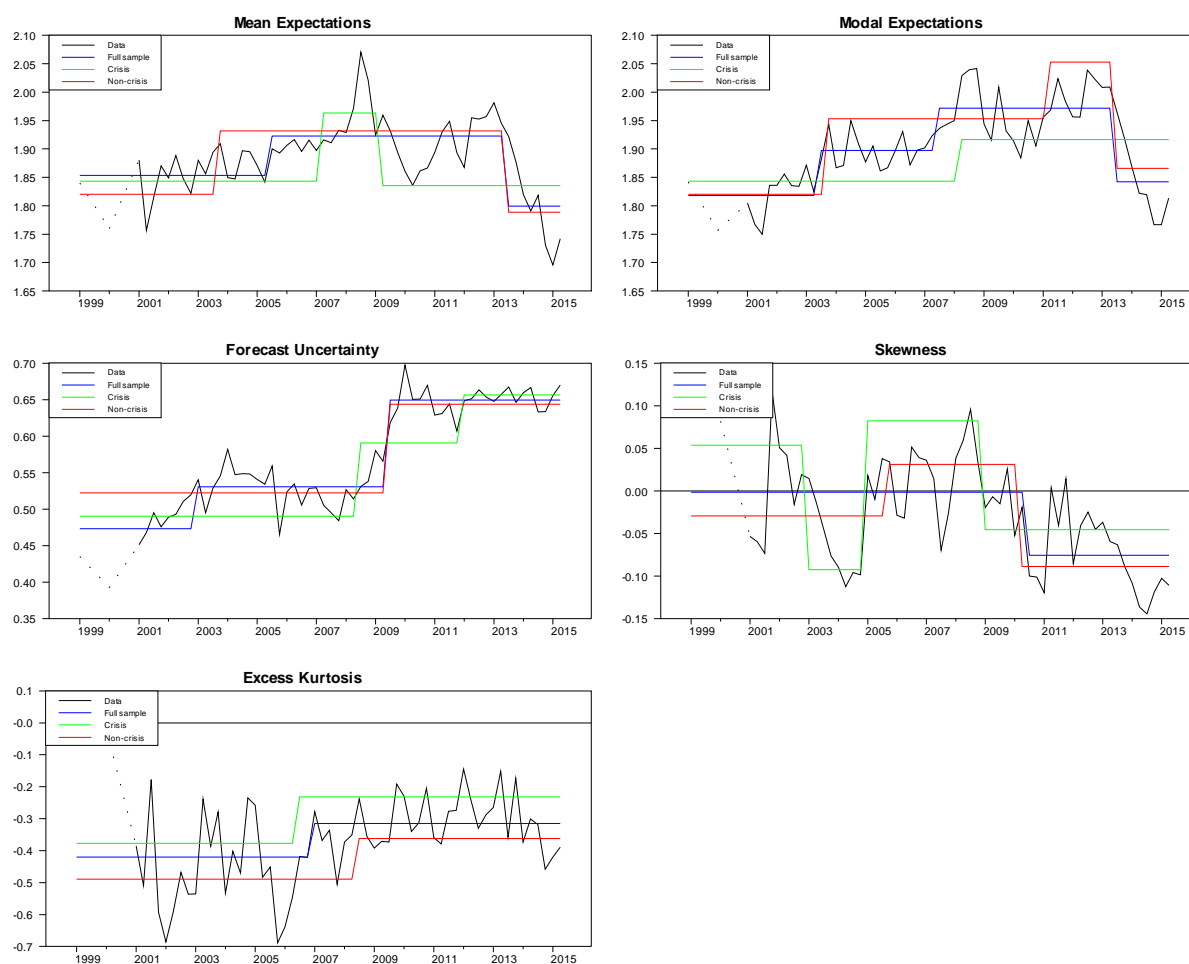 Mean Expectations
2.10
2.05
2.00
1.95
1.90
1.85
1.80
1.75
1.70
1.65
Data
Full sample
Crisis
Non-crisis
1999 2001 2003 2005 2007 2009 2011 2013 2015
Modal Expectations
2.10
2.05
2.00
1.95
1.90
1.85
1.80
1.75
1.70
1.65
Data
Full sample
Crisis
Non-crisis
1999 2001 2003 2005 2007 2009 2011 2013 2015
Forecast Uncertainty
0.70
0.65
0.60
0.55
0.50
0.45
0.40
0.35
Data
Full sample
Crisis
Non-crisis
1999 2001 2003 2005 2007 2009 2011 2013 2015
Skewness
0.15
0.10
0.05
0.00
-0.05
-0.10
-0.15
Data
Full sample
Crisis
Non-crisis
1999 2001 2003 2005 2007 2009 2011 2013 2015
Excess Kurtosis
0.1
-0.0
-0.1
-0.2
-0.3
-0.4
-0.5
-0.6
-0.7
Data
Full sample
Crisis
Non-crisis
1999 2001 2003 2005 2007 2009 2011 2013 2015